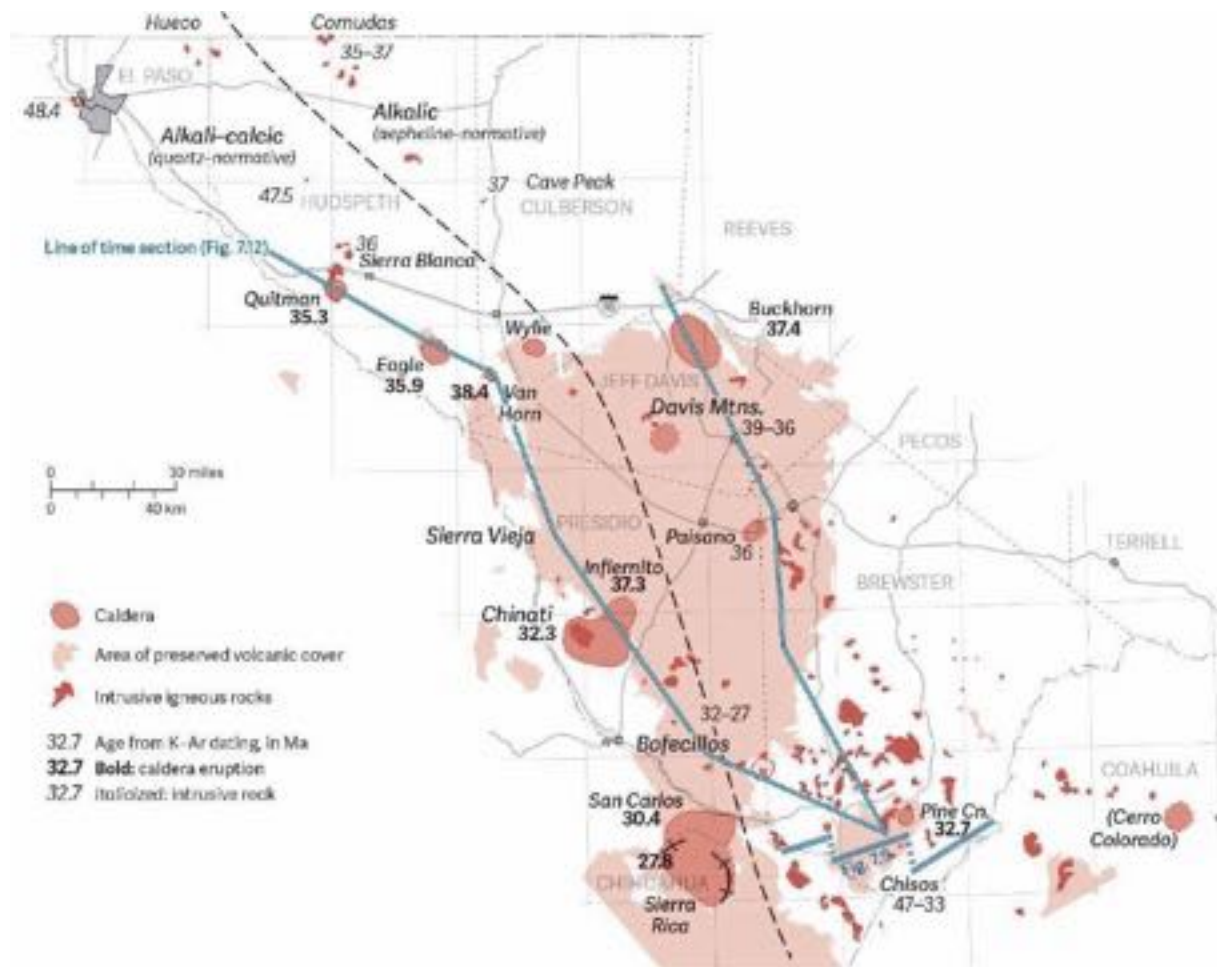 Hueco
Cornudas
35–37
EL PASO
48.4
Alkalic
(nepheline-normative)
Alkali-calcic
(quartz-normative)
47.5
HUDSPETH
37
Cave Peak
CULBERSON
REEVES
Line of time section (Fig. 7.12)
36
Sierra Blanca
Quitman
35.3
Buckhorn
37.4
Wylie
Eagle
35.9
38.4
Van
Horn
JEFF DAVIS
Davis Mtns.
39–36
PECOS
0
30 miles
0
40 km
Sierra Vieja
PRESIDIO
Paisano
36
TERRELL
BREWSTER
Infiernito
37.3
Chinati
32.3
Caldera
Area of preserved volcanic cover
Intrusive igneous rocks
32.7 Age from K–Ar dating, in Ma
32.7 Bold: caldera eruption
32.7 Italicized: intrusive rock
32–27
Bofecillos
COAHUILA
San Carlos
30.4
Pine Cn.
32.7
(Cerro
Colorado)
27.8
CHIHUAHUA
Sierra
Rica
Chisos
47–33